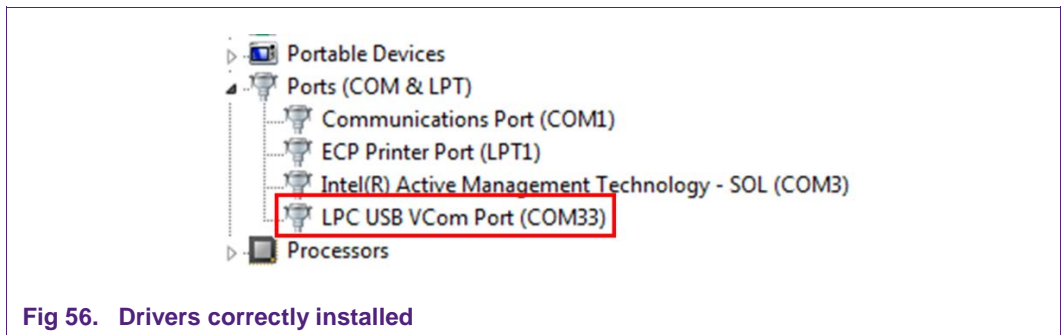 Portable Devices
Ports (COM & LPT)
Communications Port (COM1)
ECP Printer Port (LPT1)
Intel(R) Active Management Technology - SOL (COM3)
LPC USB VCom Port (COM33)
Processors
Fig 56. Drivers correctly installed